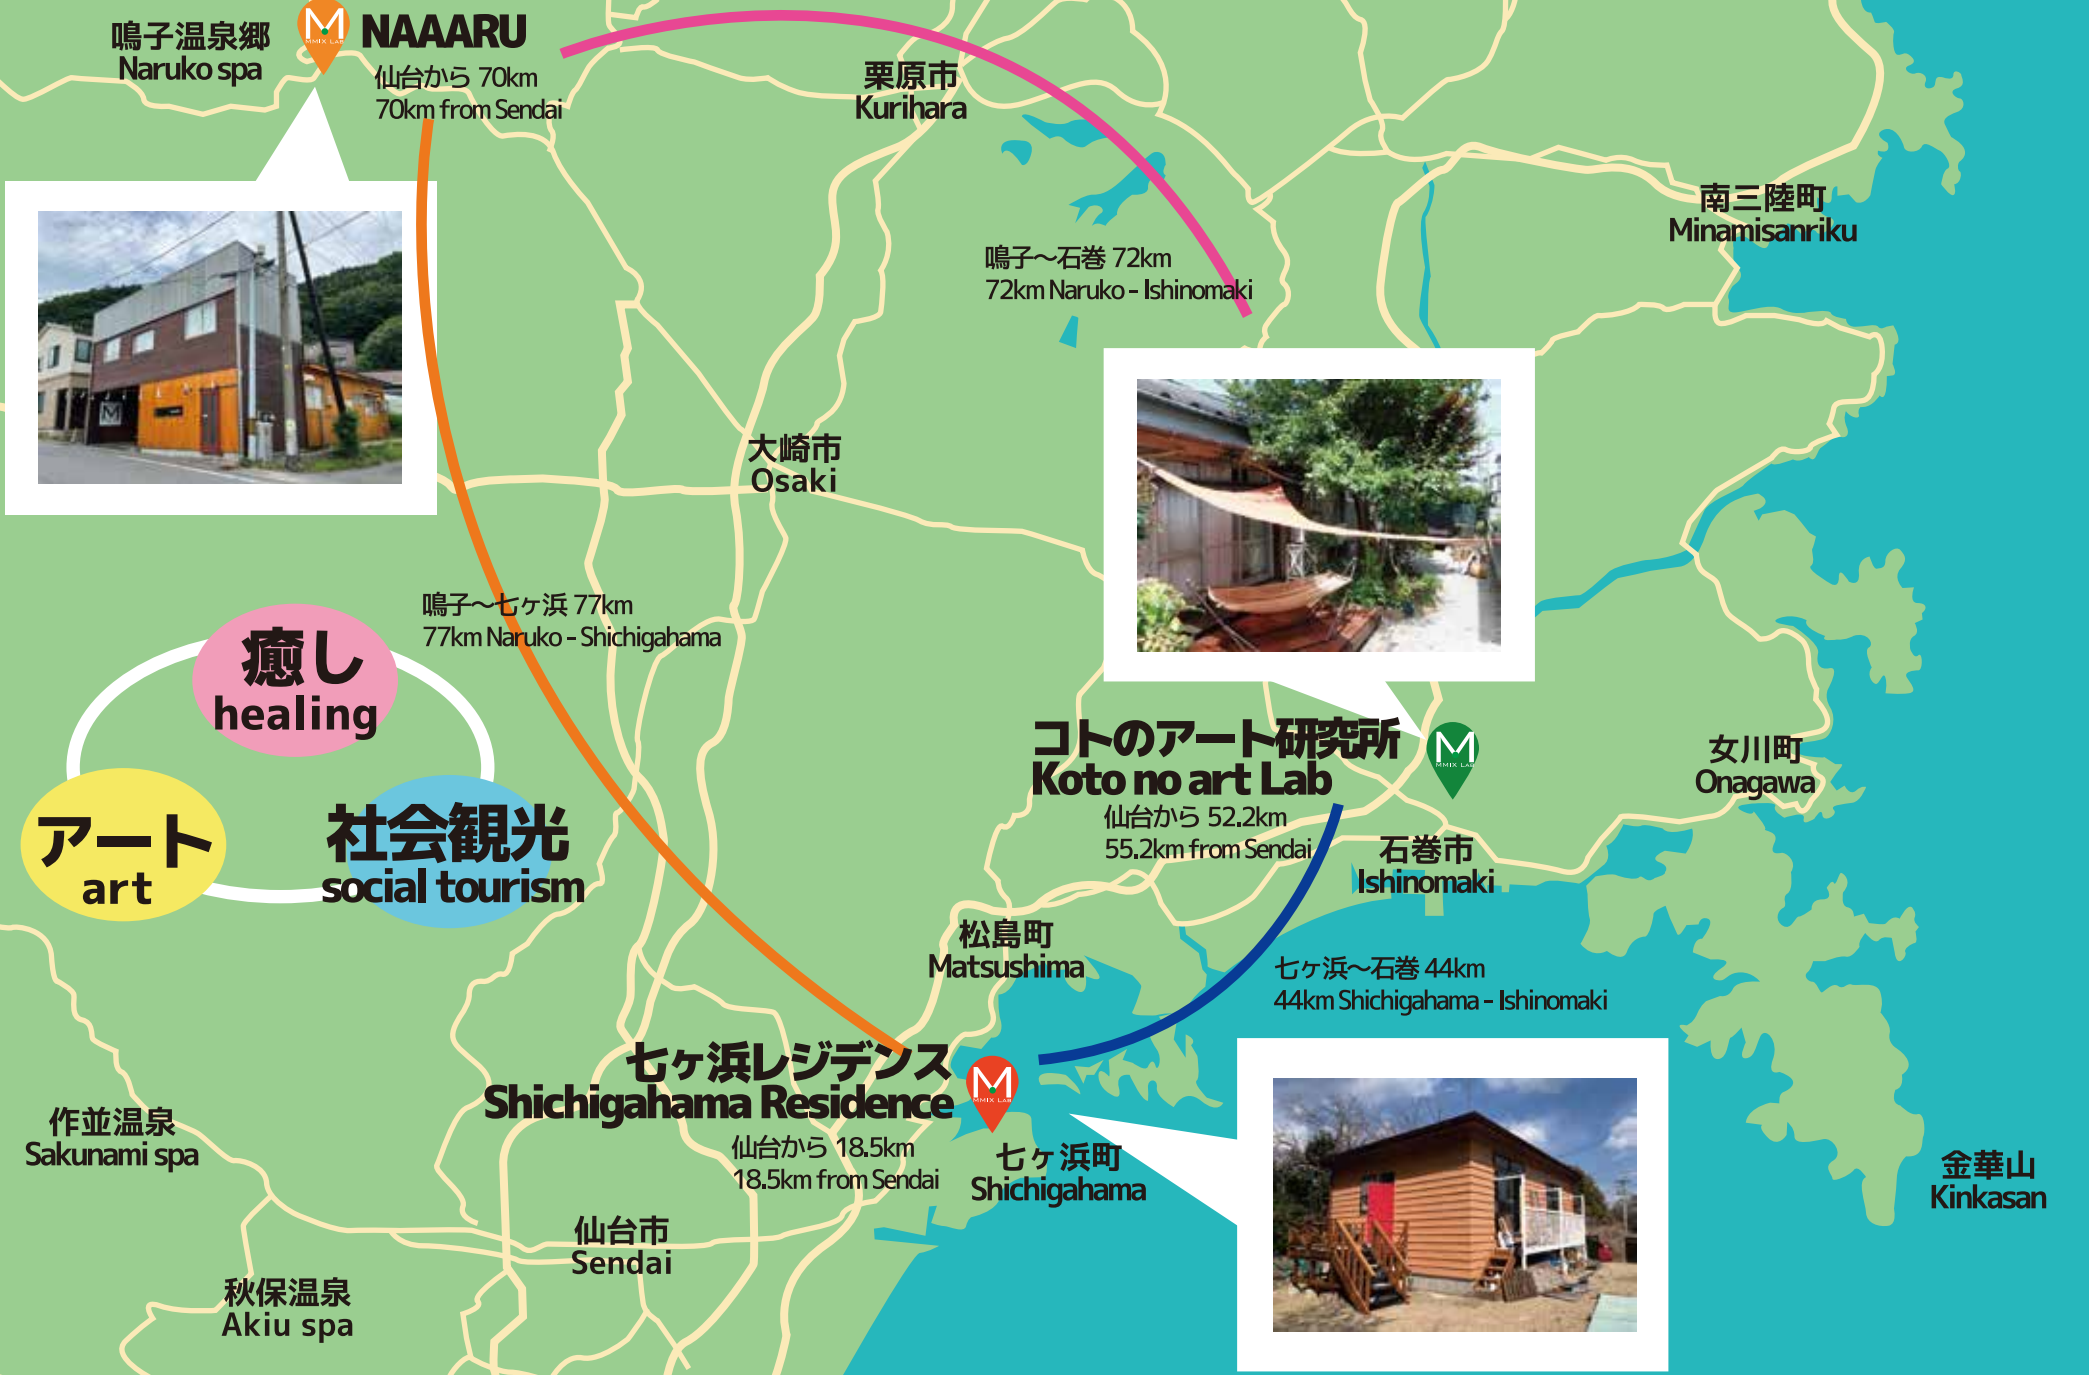 鳴子温泉郷
Naruko spa
M
MMIX LAB
NAAARU
仙台から 70km
70km from Sendai
栗原市
Kurihara
南三陸町
Minamisanriku
鳴子〜石巻 72km
72km Naruko - Ishinomaki
M
大崎市
Osaki
鳴子〜七ヶ浜 77km
77km Naruko - Shichigahama
癒し
healing
アート
art
社会観光
social tourism
コトのアート研究所
Koto no art Lab
M
MMIX LAB
仙台から 52.2km
55.2km from Sendai
女川町
Onagawa
石巻市
Ishinomaki
松島町
Matsushima
七ヶ浜〜石巻 44km
44km Shichigahama - Ishinomaki
七ヶ浜レジデンス
Shichigahama Residence
M
MMIX LAB
仙台から 18.5km
18.5km from Sendai
七ヶ浜町
Shichigahama
作並温泉
Sakunami spa
金華山
Kinkasan
仙台市
Sendai
秋保温泉
Akiu spa